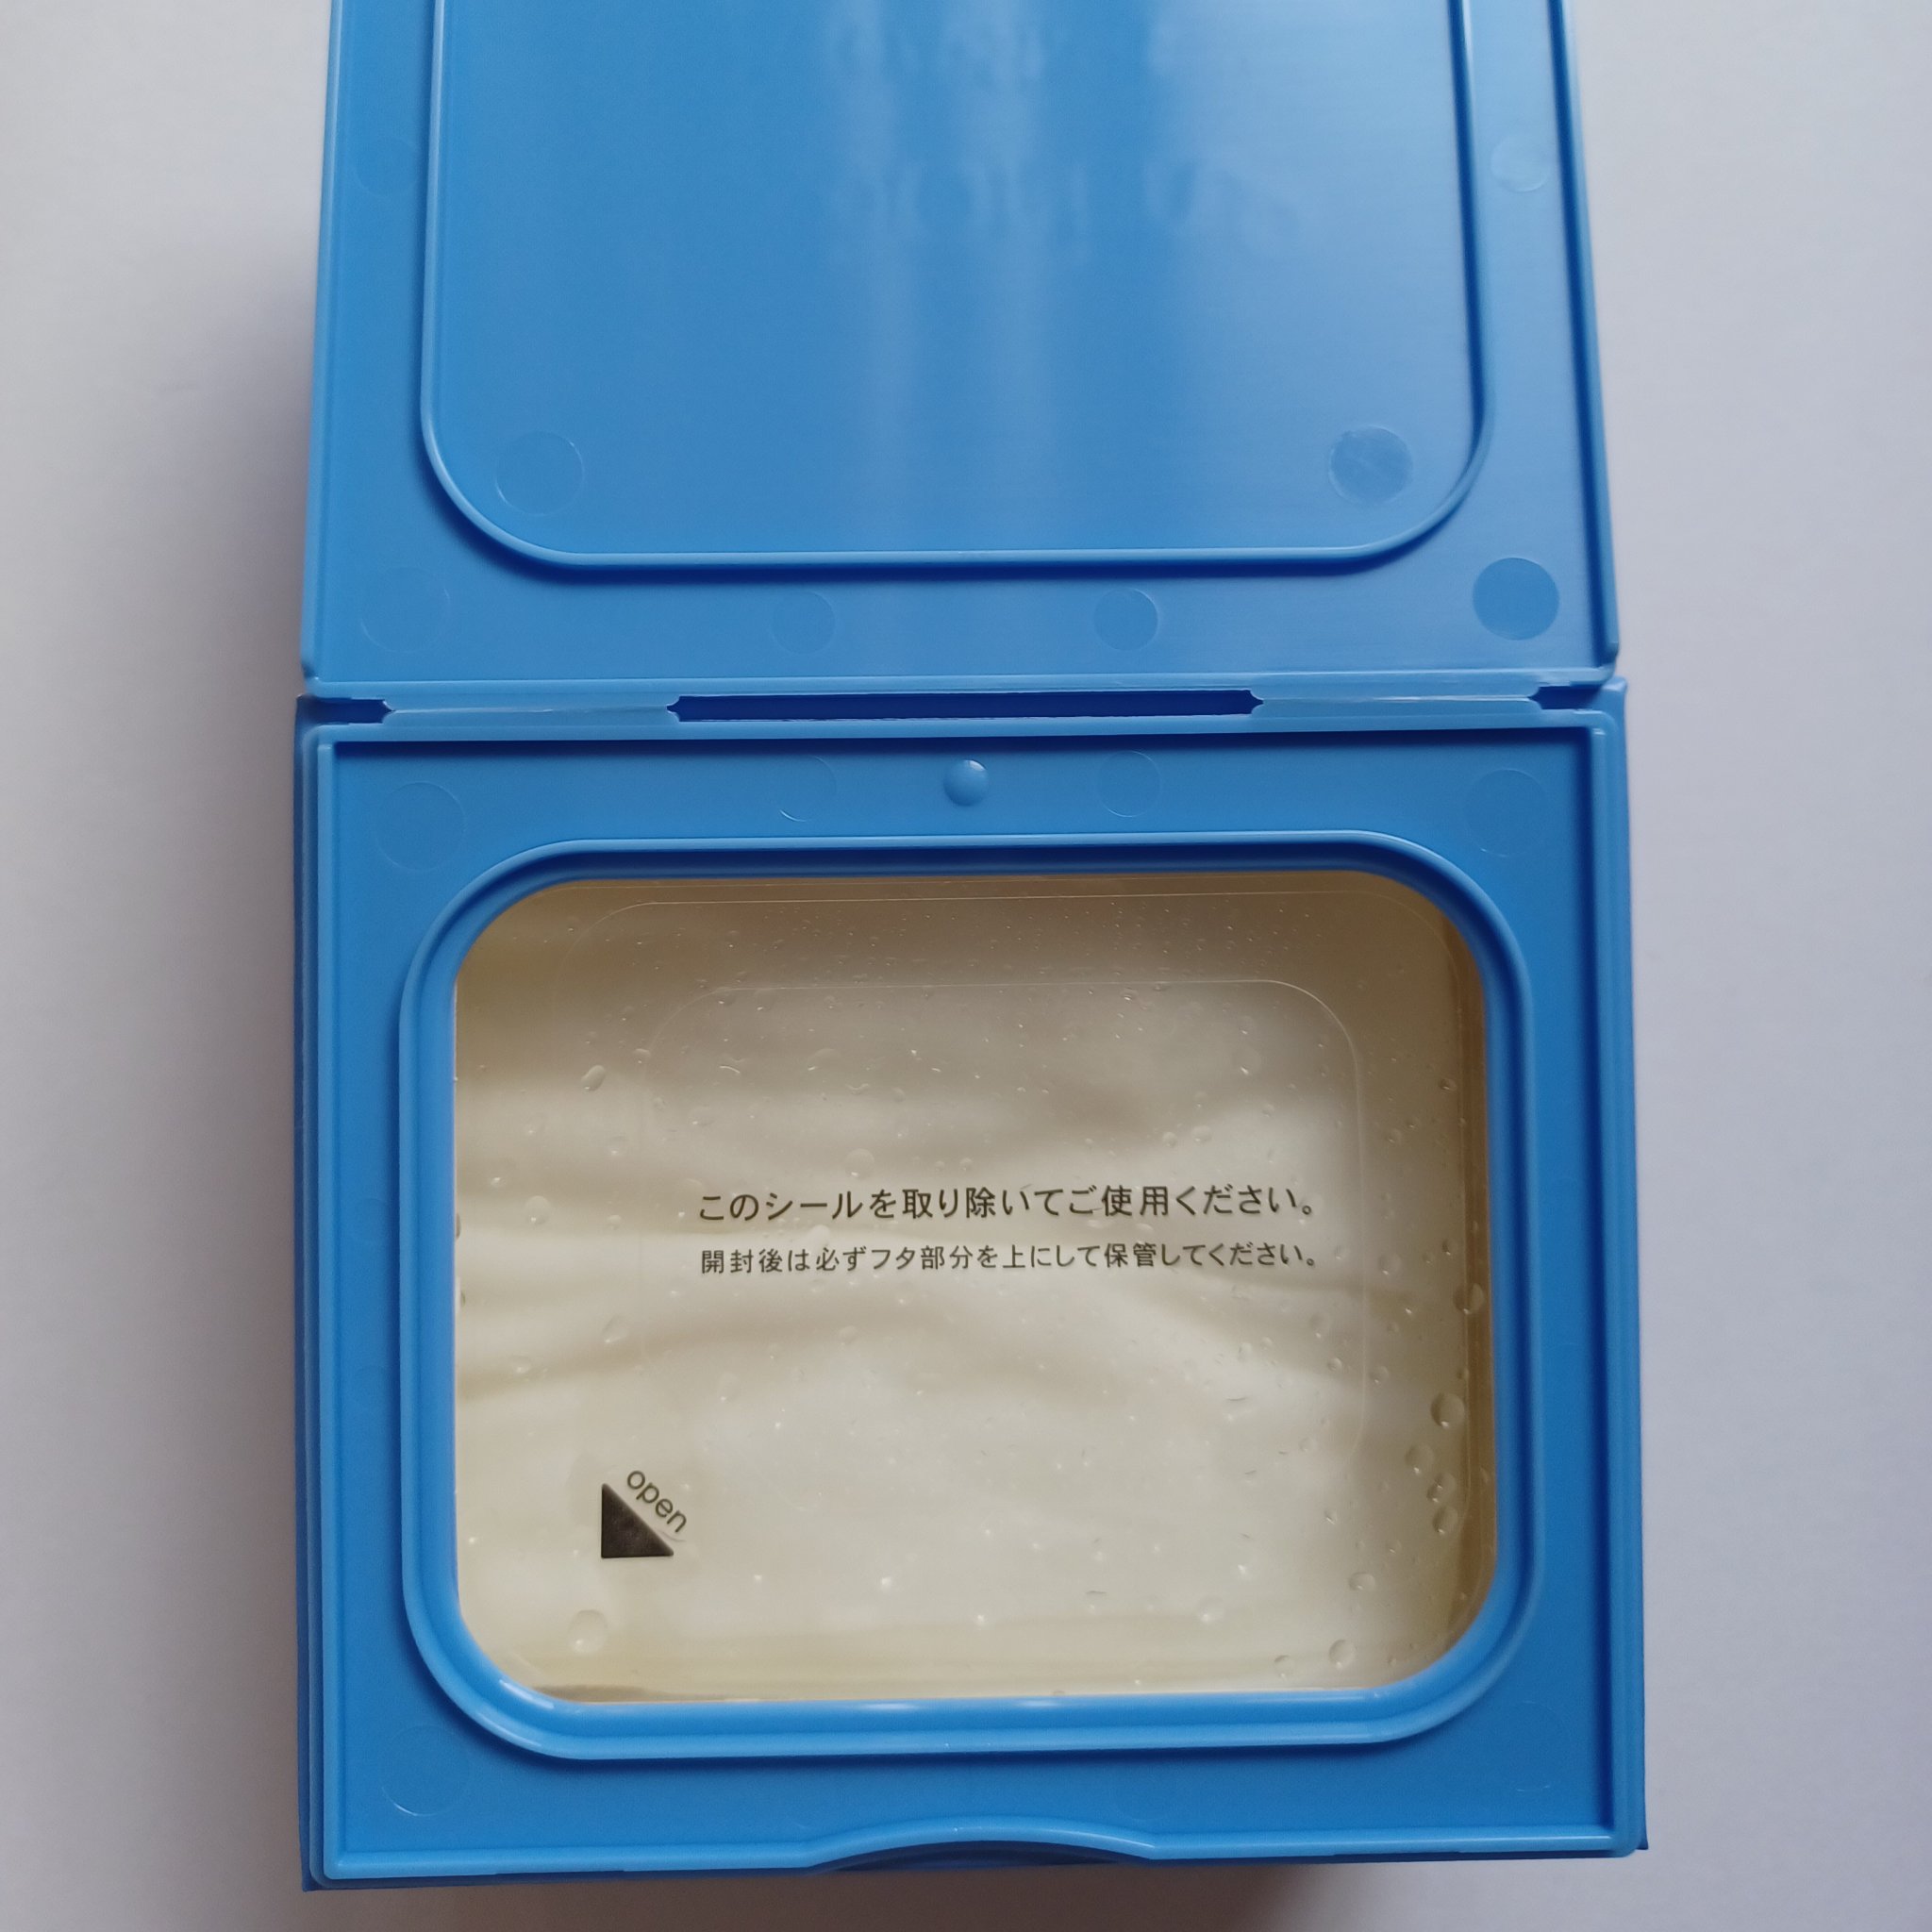 このシールを取り除いてご使用ください。
開封後は必ずフタ部分を上にして保管してください。
open